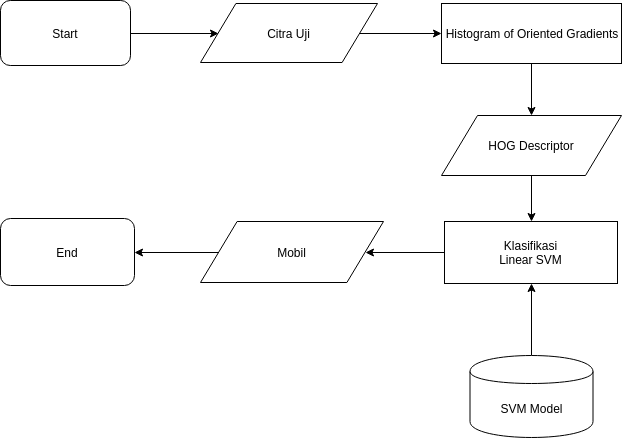 Start
Citra Uji
Histogram of Oriented Gradients
HOG Descriptor
End
Mobil
Klasifikasi
Linear SVM
SVM Model